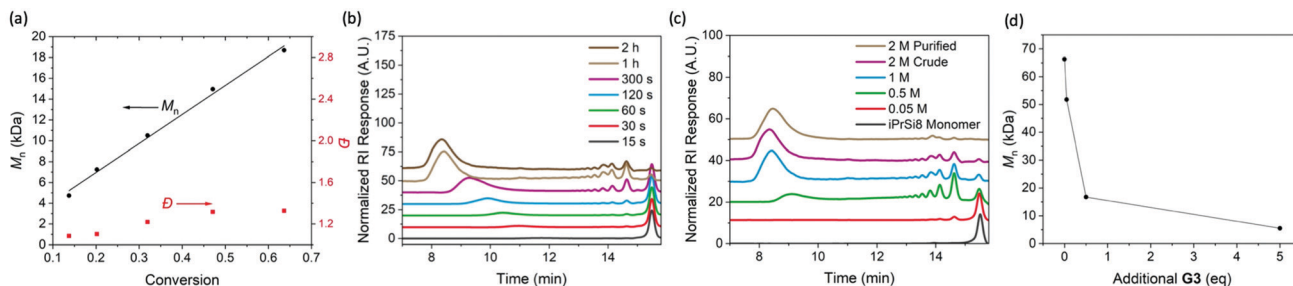 (a)
20
18
16
14
12
10
8
6
4
2
0
Mn (kDa)
Mn
Đ
2.8
2.4
2.0
1.6
1.2
Đ
0.1 0.2 0.3 0.4 0.5 0.6 0.7
Conversion
(b)
175
150
125
100
75
50
25
0
Normalized RI Response (A.U.)
2 h
1 h
300 s
120 s
60 s
30 s
15 s
8 10 12 14
Time (min)
(c)
100
80
60
40
20
0
Normalized RI Response (A.U.)
2 M Purified
2 M Crude
1 M
0.5 M
0.05 M
iPrSi8 Monomer
8 10 12 14
Time (min)
(d)
70
60
50
40
30
20
10
0
Mn (kDa)
0 1 2 3 4 5
Additional G3 (eq)